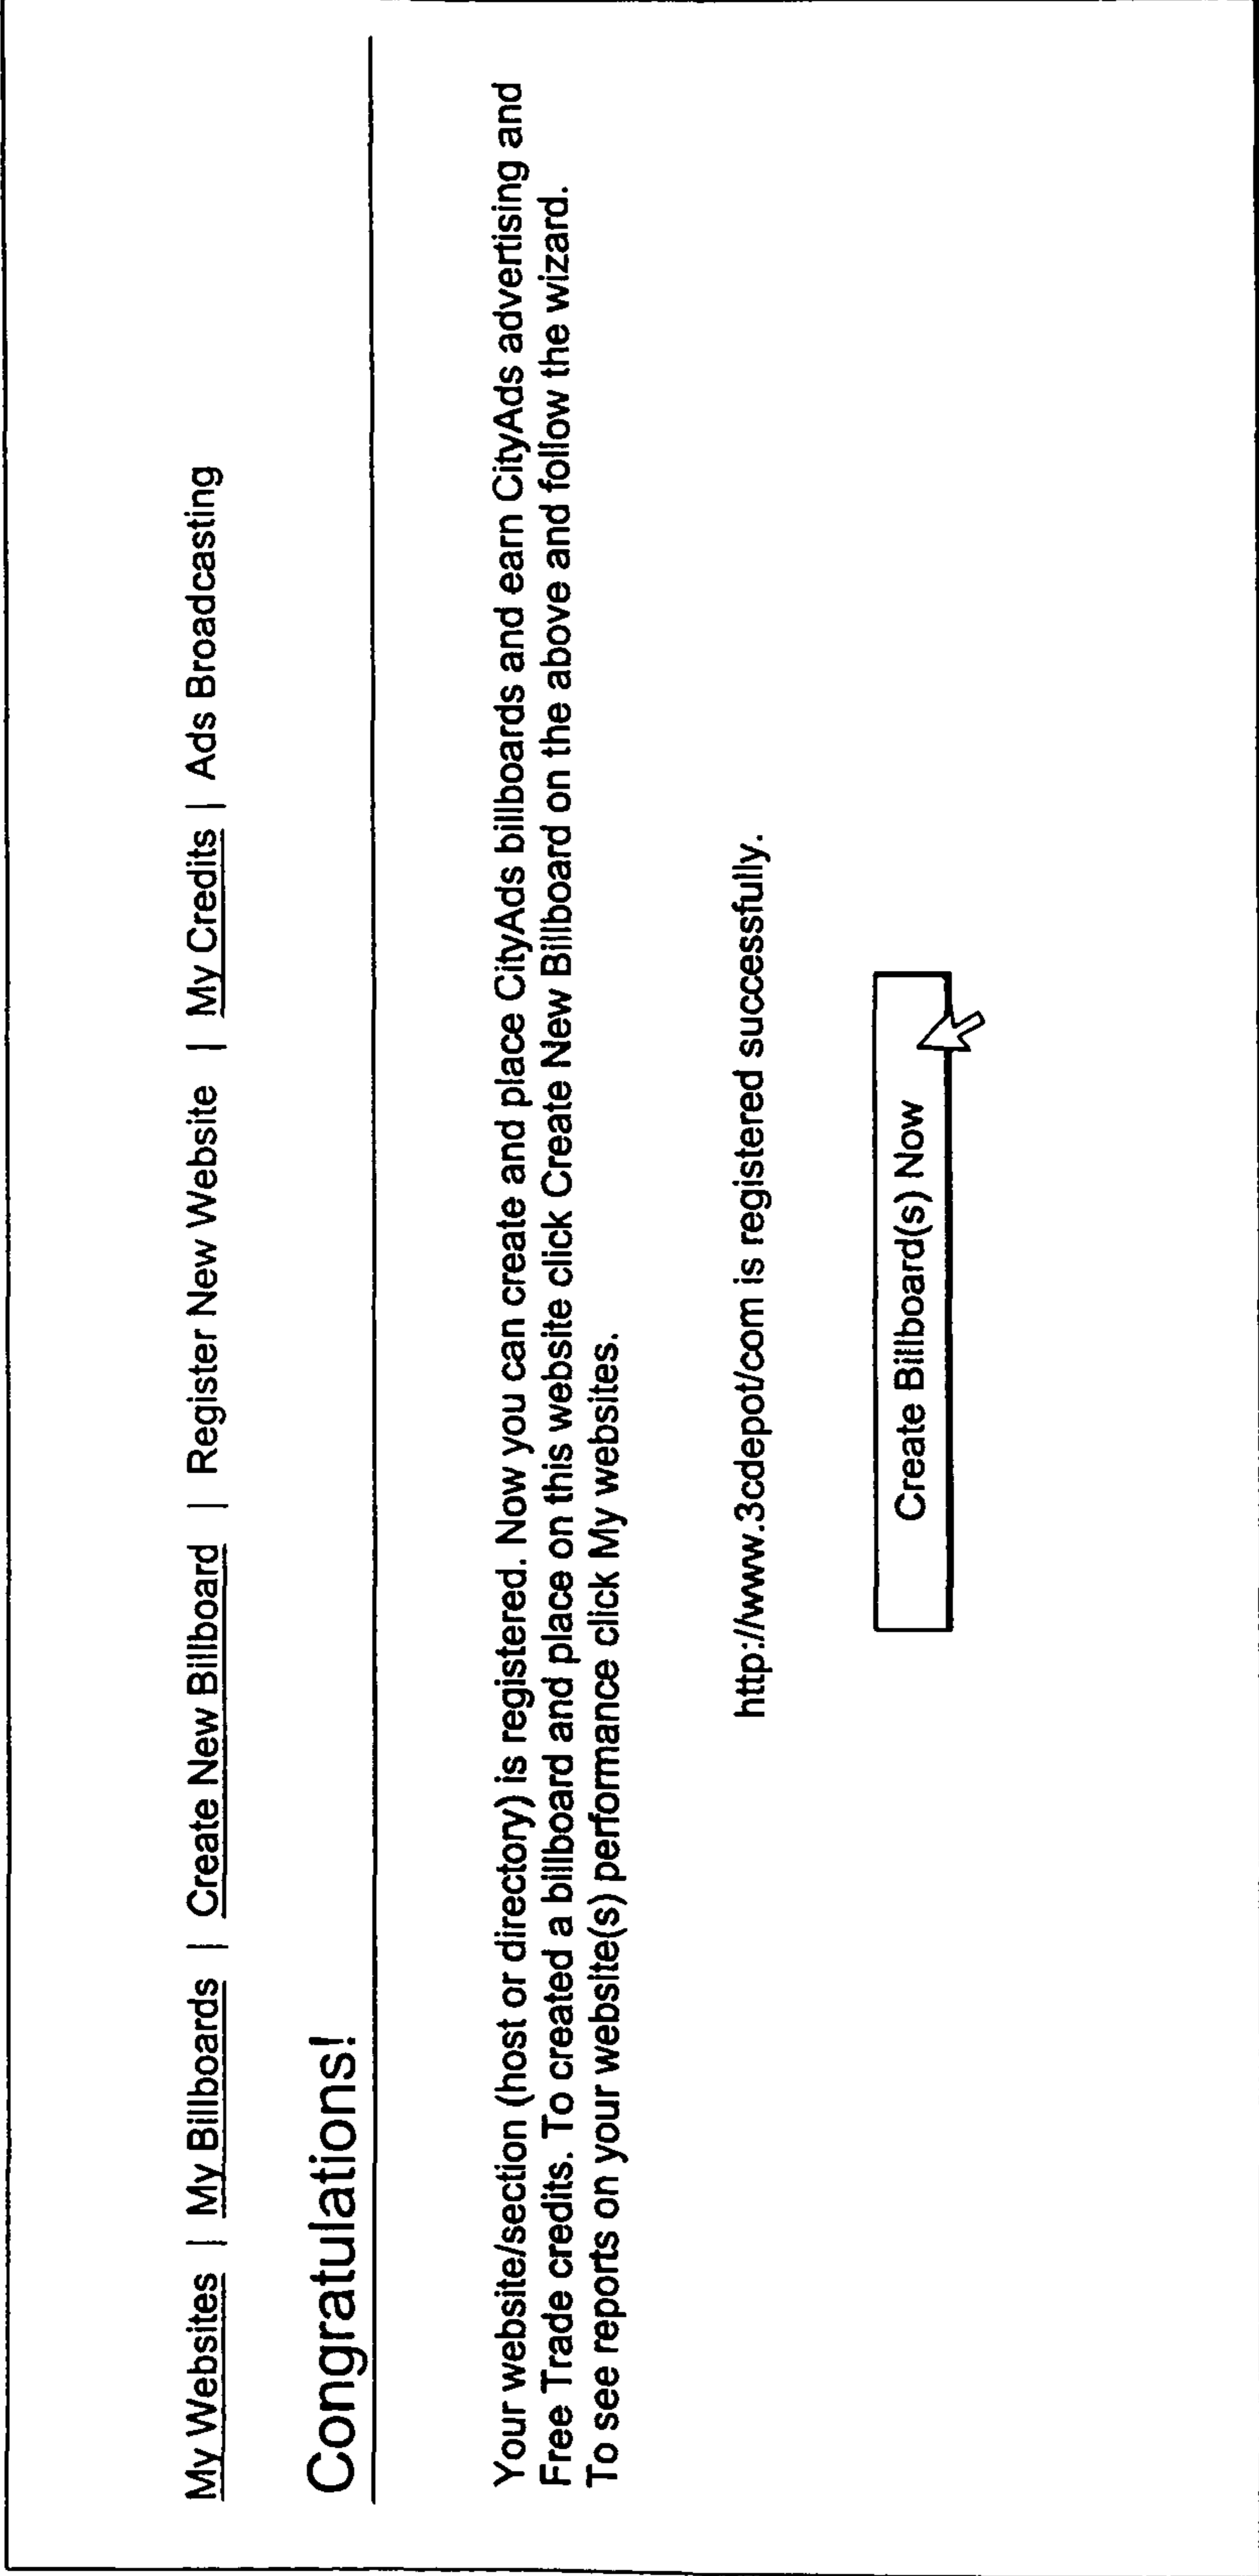 My Websites | My Billboards | Create New Billboard | Register New Website | My Credits | Ads Broadcasting
Congratulations!
Your website/section (host or directory) is registered. Now you can create and place CityAds billboards and earn CityAds advertising and
Free Trade credits. To created a billboard and place on this website click Create New Billboard on the above and follow the wizard.
To see reports on your website(s) performance click My websites.
http://www.3cdepot/com is registered successfully.
Create Billboard(s) Now